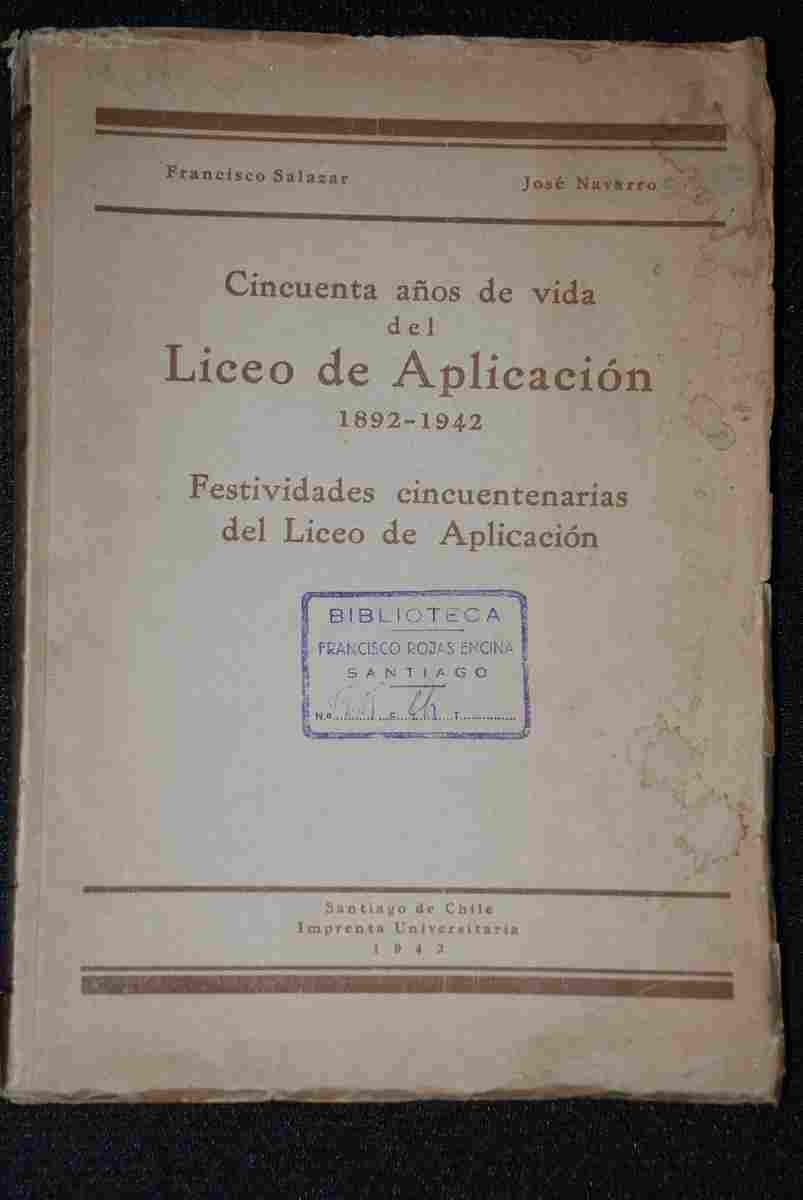 Francisco Salazar José Navarro
Cincuenta años de vida
del
Liceo de Aplicación
1892-1942
Festividades cincuentenarias
del Liceo de Aplicación
BIBLIOTECA
FRANCISCO ROJAS ENCINA
SANTIAGO
N.o............C............T..............
Santiago de Chile
Imprenta Universitaria